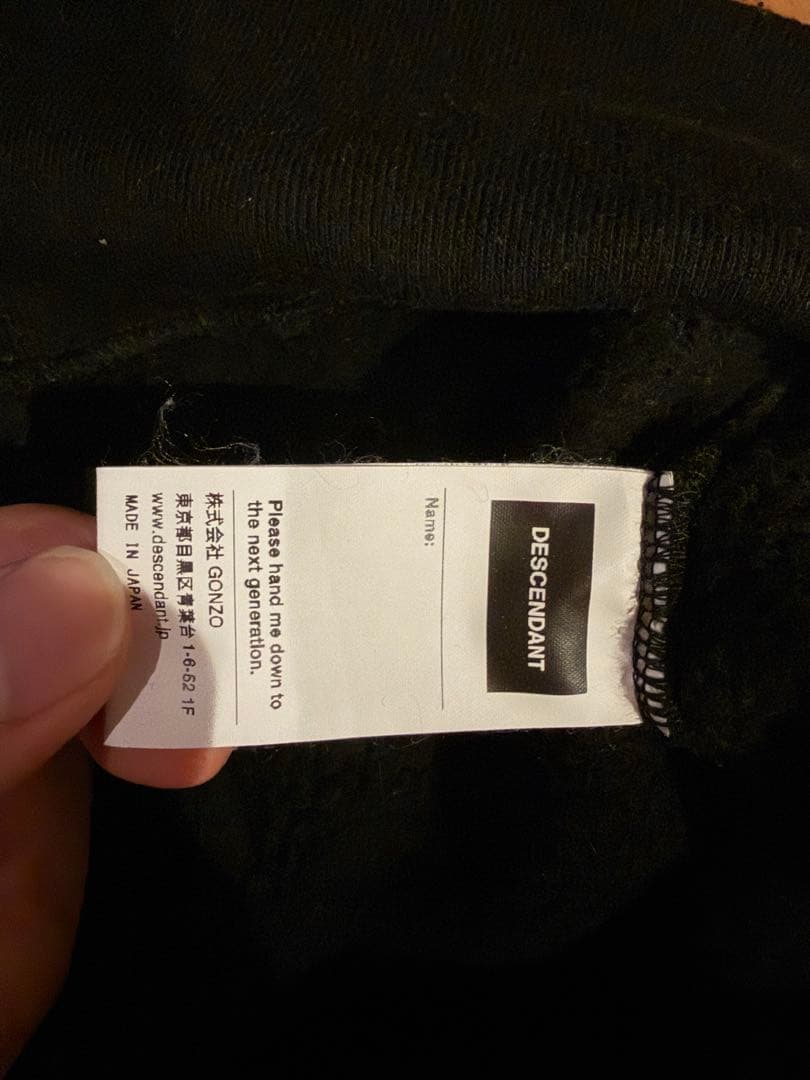 DESCENDANT
Name:
Please hand me down to
the next generation.
株式会社 GONZO
東京都目黒区青葉台 1-6-52 1F
www.descendant.jp
MADE IN JAPAN